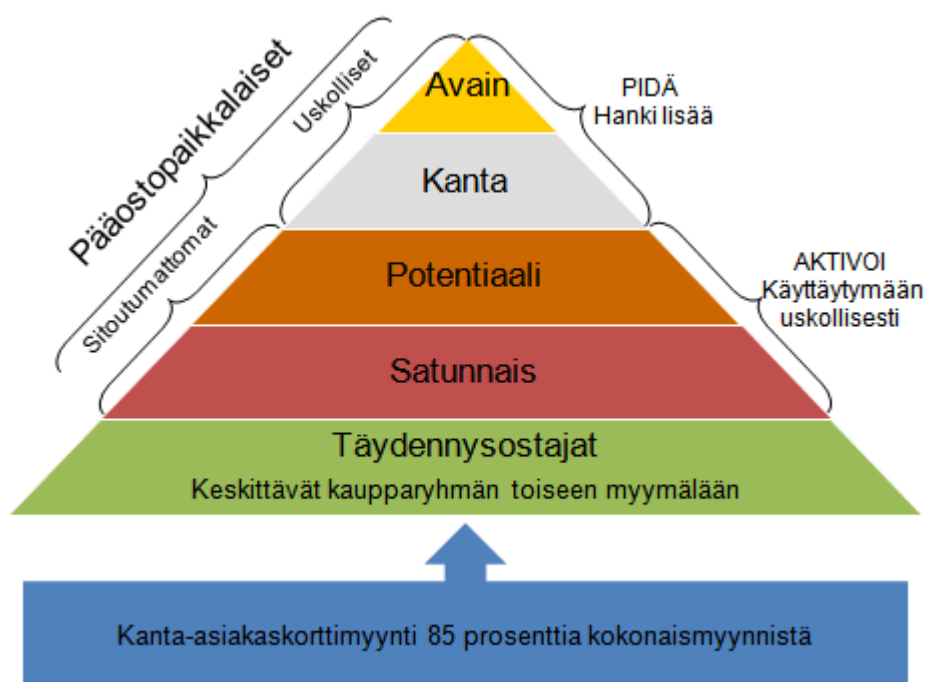 Pääostopaikkalaiset
Uskolliset
Sitoutumattomat
Avain
Kanta
Potentiaali
Satunnais
Täydennysostajat
Keskittävät kaupparyhmän toiseen myymälään
PIDÄ
Hanki lisää
AKTIVOI
Käyttäytymään
uskollisesti
Kanta-asiakaskorttimyynti 85 prosenttia kokonaismyynnistä